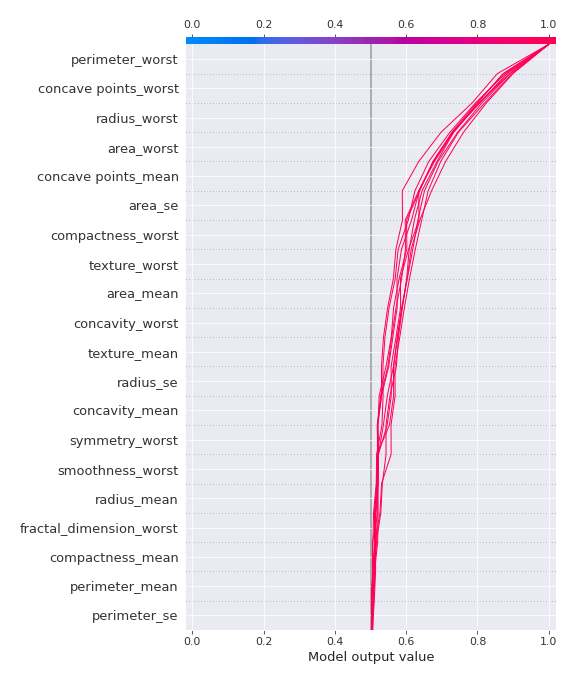 0.0 0.2 0.4 0.6 0.8 1.0
perimeter_worst
concave points_worst
radius_worst
area_worst
concave points_mean
area_se
compactness_worst
texture_worst
area_mean
concavity_worst
texture_mean
radius_se
concavity_mean
symmetry_worst
smoothness_worst
radius_mean
fractal_dimension_worst
compactness_mean
perimeter_mean
perimeter_se
0.0 0.2 0.4 0.6 0.8 1.0
Model output value